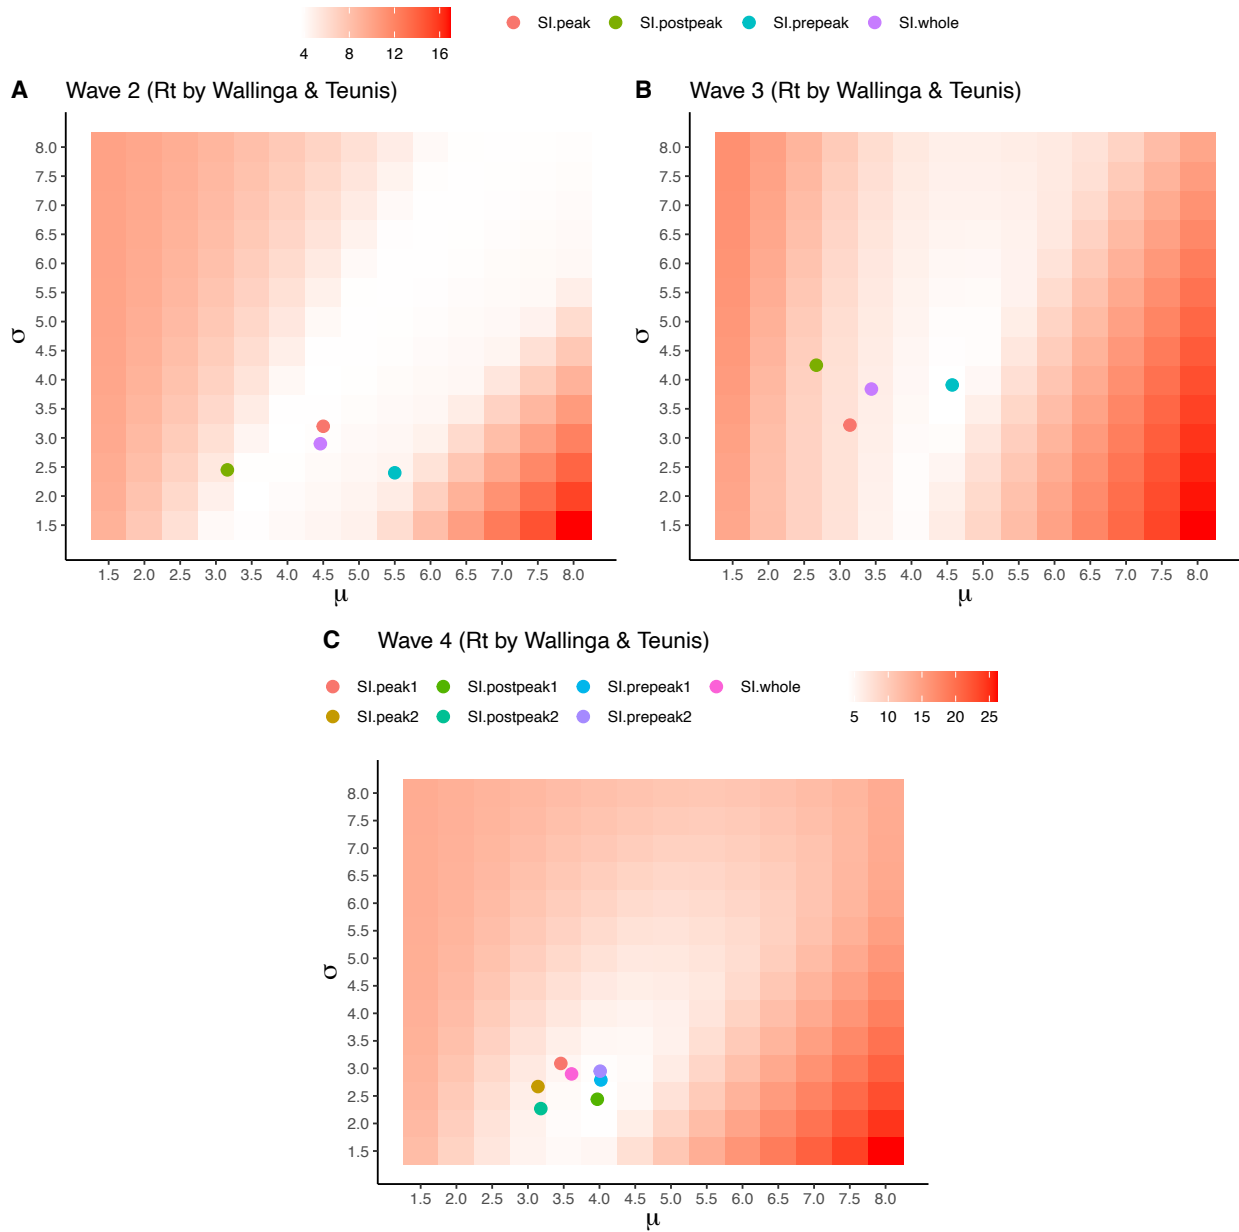 4 8 12 16
SI.peak SI.postpeak SI.prepeak SI.whole
A Wave 2 (Rt by Wallinga & Teunis)
8.0
7.5
7.0
6.5
6.0
5.5
5.0
4.5
4.0
3.5
3.0
2.5
2.0
1.5
σ
1.5 2.0 2.5 3.0 3.5 4.0 4.5 5.0 5.5 6.0 6.5 7.0 7.5 8.0
μ
B Wave 3 (Rt by Wallinga & Teunis)
8.0
7.5
7.0
6.5
6.0
5.5
5.0
4.5
4.0
3.5
3.0
2.5
2.0
1.5
σ
1.5 2.0 2.5 3.0 3.5 4.0 4.5 5.0 5.5 6.0 6.5 7.0 7.5 8.0
μ
C Wave 4 (Rt by Wallinga & Teunis)
SI.peak1 SI.postpeak1 SI.prepeak1 SI.whole
SI.peak2 SI.postpeak2 SI.prepeak2
5 10 15 20 25
8.0
7.5
7.0
6.5
6.0
5.5
5.0
4.5
4.0
3.5
3.0
2.5
2.0
1.5
σ
1.5 2.0 2.5 3.0 3.5 4.0 4.5 5.0 5.5 6.0 6.5 7.0 7.5 8.0
μ